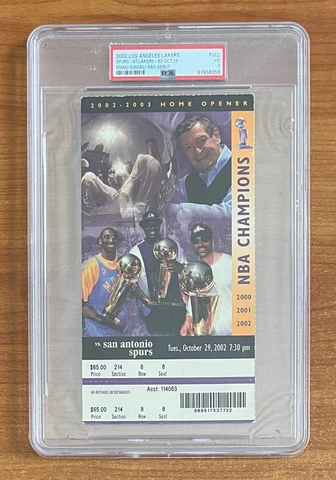 2002 LOS ANGELES LAKERS FULL
SPURS - 87/LAKERS - 82 OCT 29 VG
MANU GINOBILI NBA DEBUT 3
PSA 87658350
2002-2003 HOME OPENER
NBA CHAMPIONS
2000
2001
2002
vs. san antonio
spurs
Tues., October 29, 2002 7:30 pm
$65.00 214 8 8
Price Section Row Seat
NO REFUNDS OR EXCHANGES Acct: 114063
$65.00 214 8 8
Price Section Row Seat
688817537722